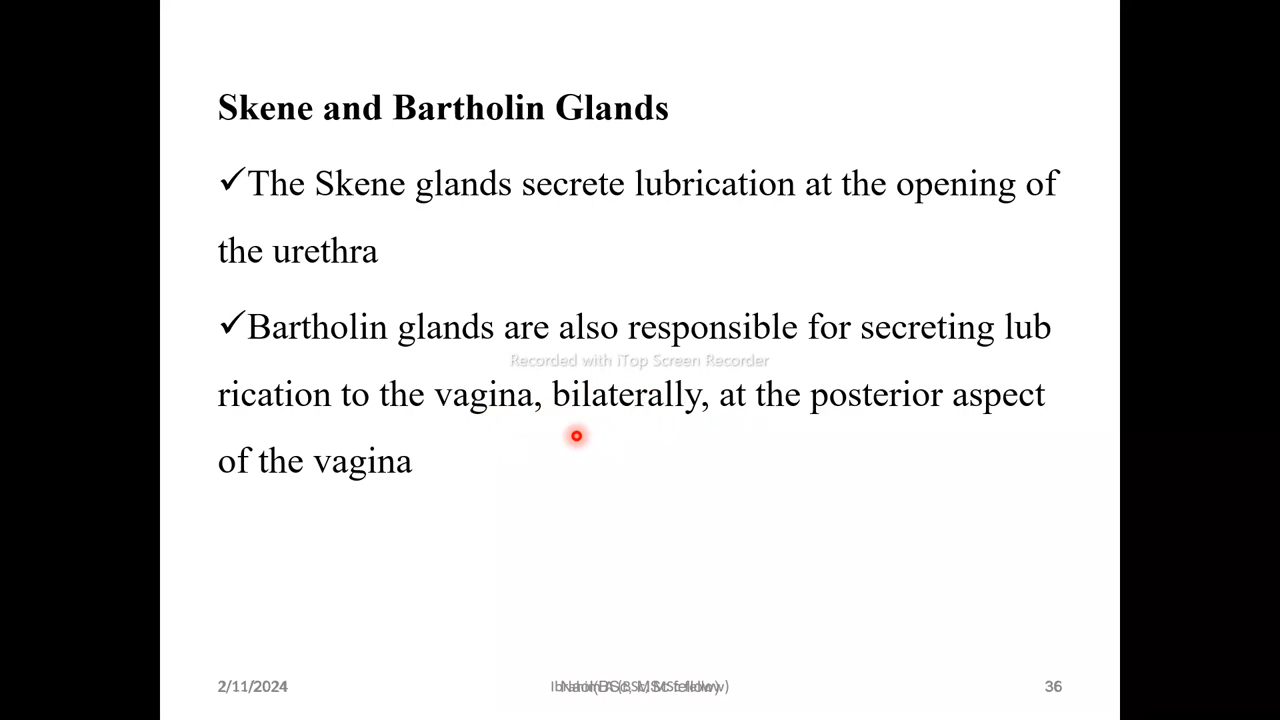 Skene and Bartholin Glands
✓The Skene glands secrete lubrication at the opening of
the urethra
✓Bartholin glands are also responsible for secreting lub
Recorded with iTop Screen Recorder
rication to the vagina, bilaterally, at the posterior aspect
of the vagina
2/11/2024
36